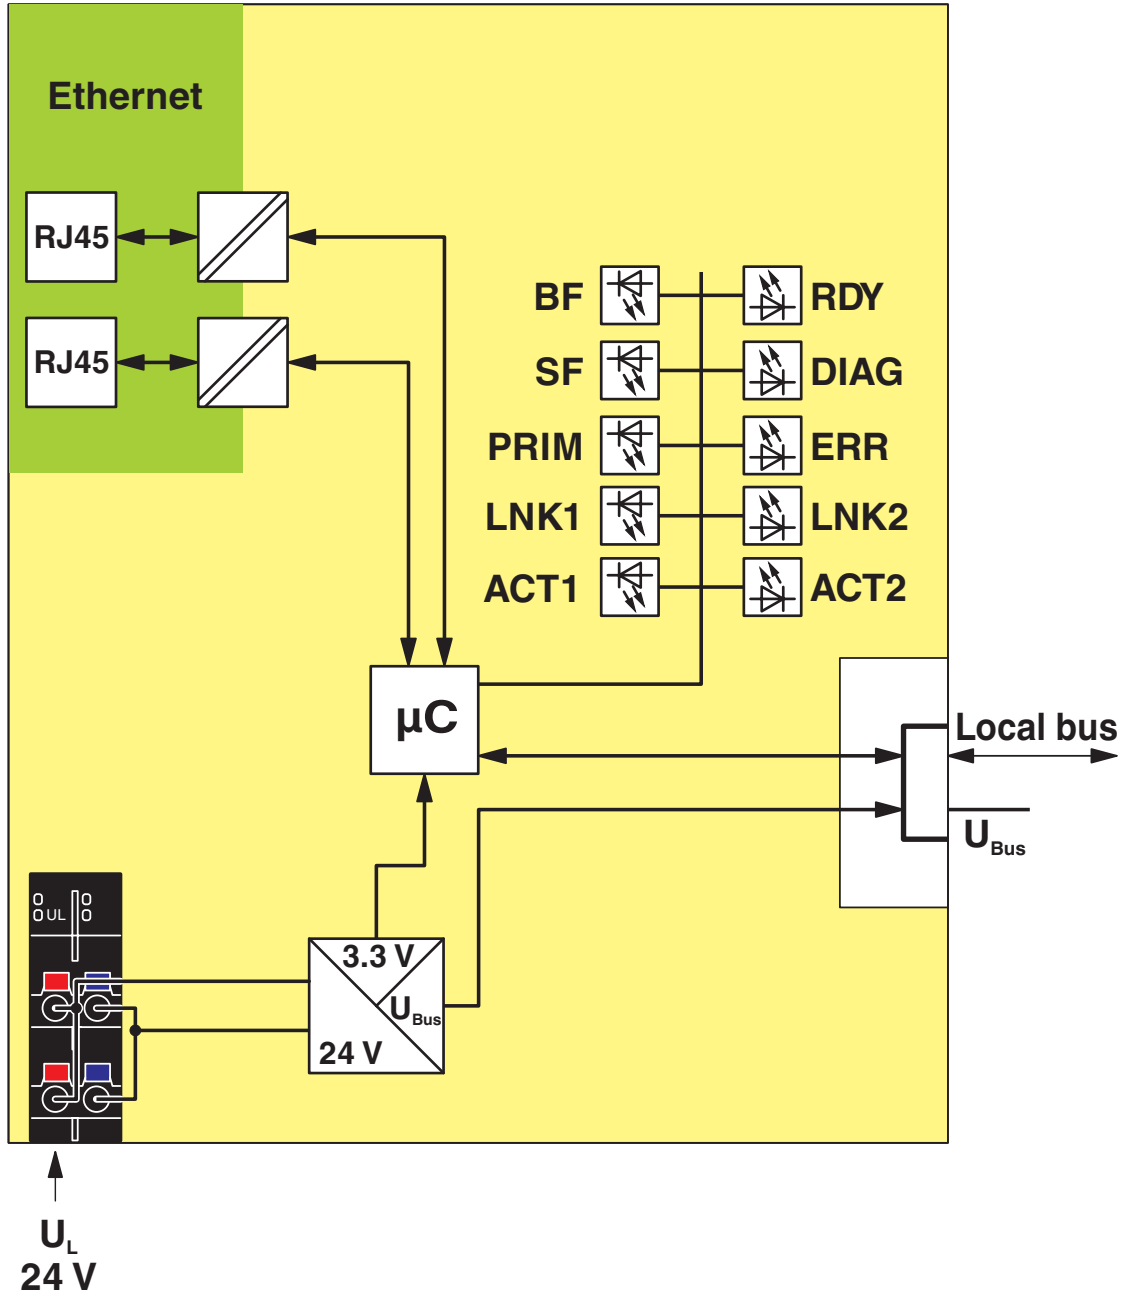 Ethernet
RJ45
RJ45
BF RDY
SF DIAG
PRIM ERR
LNK1 LNK2
ACT1 ACT2
µC
Local bus
UBus
UL
3.3 V
UBus
24 V
UL
24 V